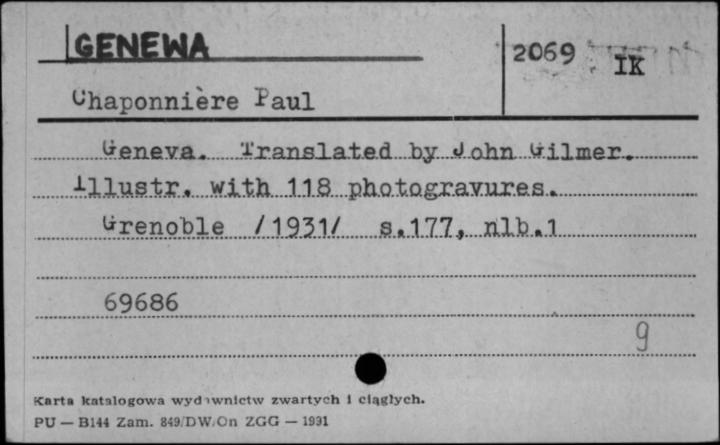 GENEWA
2069 IK
Chaponnière Paul
Geneva. Translated by John Gilmer.
Illustr. with 118 photogravures.
Grenoble /1931/ s.177, nlb.1
69686
9
Karta katalogowa wydawnictw zwartych i ciągłych.
PU — B144 Zam. 849/DW/On ZGG — 1991